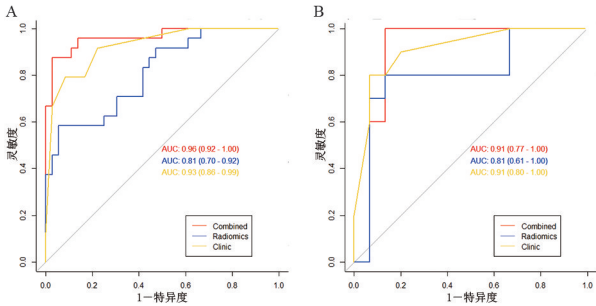 A
灵敏度
1.0
0.8
0.6
0.4
0.2
0.0
AUC: 0.96 (0.92 - 1.00)
AUC: 0.81 (0.70 - 0.92)
AUC: 0.93 (0.86 - 0.99)
Combined
Radiomics
Clinic
0.0 0.2 0.4 0.6 0.8 1.0
1－特异度
B
灵敏度
1.0
0.8
0.6
0.4
0.2
0.0
AUC: 0.91 (0.77 - 1.00)
AUC: 0.81 (0.61 - 1.00)
AUC: 0.91 (0.80 - 1.00)
Combined
Radiomics
Clinic
0.0 0.2 0.4 0.6 0.8 1.0
1－特异度